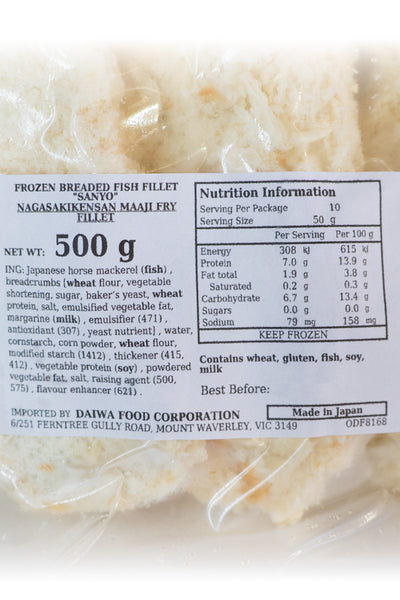 FROZEN BREADED FISH FILLET
"SANYO"
NAGASAKIKENSAN MAAJI FRY
FILLET
NET WT: 500 g
ING: Japanese horse mackerel (fish) ,
breadcrumbs [wheat flour, vegetable
shortening, sugar, baker's yeast, wheat
protein, salt, emulsified vegetable fat,
margarine (milk) , emulsifier (471) ,
antioxidant (307) , yeast nutrient] , water,
cornstarch, corn powder, wheat flour,
modified starch (1412) , thickener (415,
412) , vegetable protein (soy) , powdered
vegetable fat, salt, raising agent (500,
575) , flavour enhancer (621) .
Nutrition Information
Serving Per Package 10
Serving Size 50 g
Per Serving Per 100 g
Energy 308 kJ 615 kJ
Protein 7.0 g 13.9 g
Fat total 1.9 g 3.8 g
Saturated 0.2 g 0.3 g
Carbohydrate 6.7 g 13.4 g
Sugars 0.0 g 0.0 g
Sodium 79 mg 158 mg
KEEP FROZEN
Contains wheat, gluten, fish, soy,
milk
Best Before:
IMPORTED BY DAIWA FOOD CORPORATION
Made in Japan
6/251 FERNTREE GULLY ROAD, MOUNT WAVERLEY, VIC 3149
ODF8168